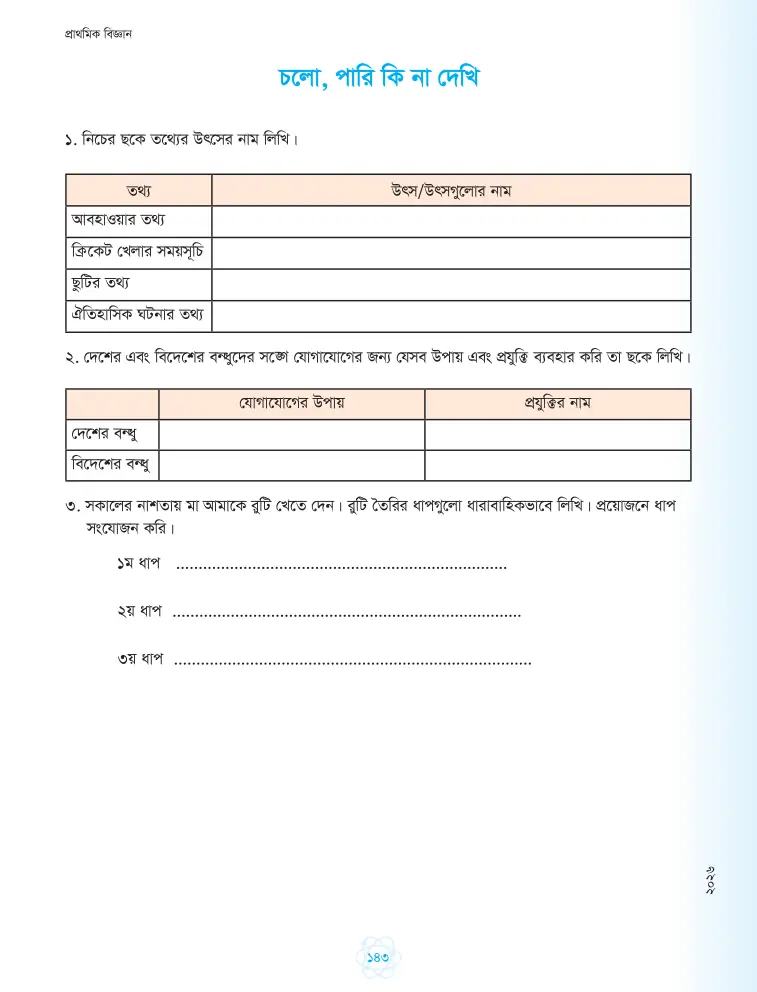 প্রাথমিক বিজ্ঞান
চলো, পারি কি না দেখি
১. নিচের ছকে তথ্যের উৎসের নাম লিখি।
তথ্য উৎস/উৎসগুলোর নাম
আবহাওয়ার তথ্য
ক্রিকেট খেলার সময়সূচি
ছুটির তথ্য
ঐতিহাসিক ঘটনার তথ্য
২. দেশের এবং বিদেশের বন্ধুদের সঙ্গে যোগাযোগের জন্য যেসব উপায় এবং প্রযুক্তি ব্যবহার করি তা ছকে লিখি।
যোগাযোগের উপায় প্রযুক্তির নাম
দেশের বন্ধু
বিদেশের বন্ধু
৩. সকালের নাশতায় মা আমাকে রুটি খেতে দেন। রুটি তৈরির ধাপগুলো ধারাবাহিকভাবে লিখি। প্রয়োজনে ধাপ
সংযোজন করি।
১ম ধাপ ..........................................................................
২য় ধাপ ..............................................................................
৩য় ধাপ ................................................................................
২০২৬
১৪৩